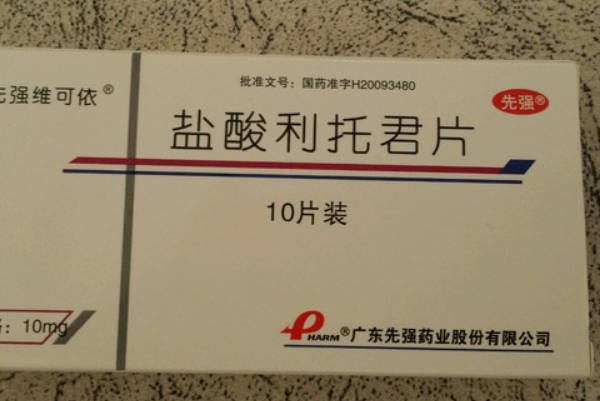 批准文号：国药准字H20093480
先强®
先强维可依®
盐酸利托君片
10片装
格：10mg
PHARM®广东先强药业股份有限公司